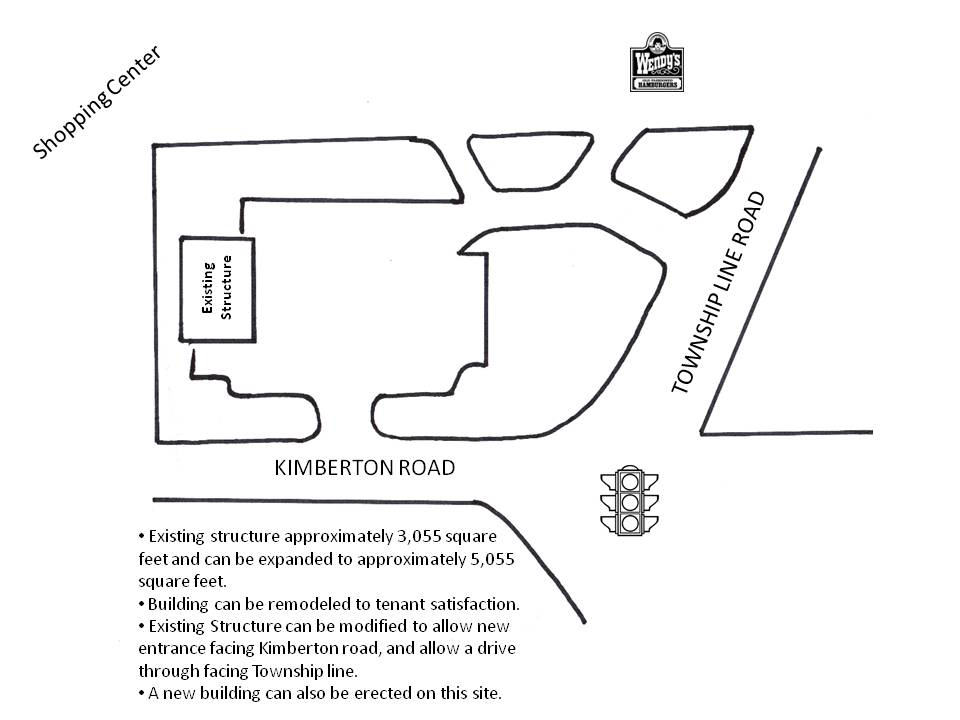 Shopping Center
WENDY'S
OLD FASHIONED
HAMBURGERS
TOWNSHIP LINE ROAD
Existing
Structure
KIMBERTON ROAD
• Existing structure approximately 3,055 square
feet and can be expanded to approximately 5,055
square feet.
• Building can be remodeled to tenant satisfaction.
• Existing Structure can be modified to allow new
entrance facing Kimberton road, and allow a drive
through facing Township line.
• A new building can also be erected on this site.